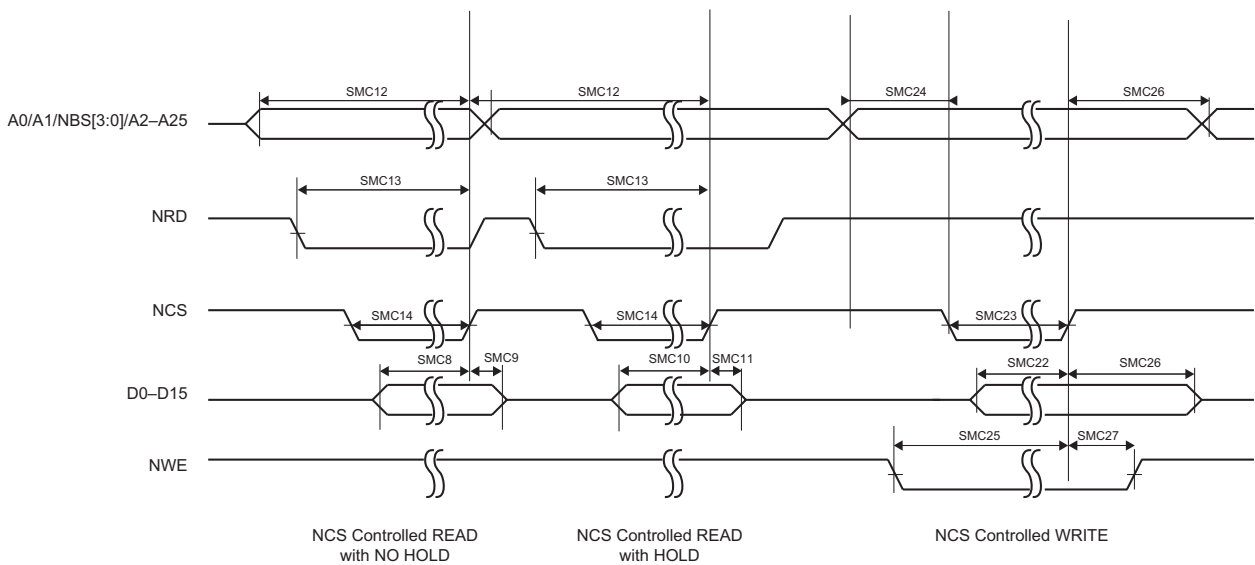 SMC12
SMC12
SMC24
SMC26
A0/A1/NBS[3:0]/A2–A25
SMC13
SMC13
NRD
NCS
SMC14
SMC14
SMC23
SMC8
SMC9
SMC10
SMC11
SMC22
SMC26
D0–D15
SMC25
SMC27
NWE
NCS Controlled READ
with NO HOLD
NCS Controlled READ
with HOLD
NCS Controlled WRITE